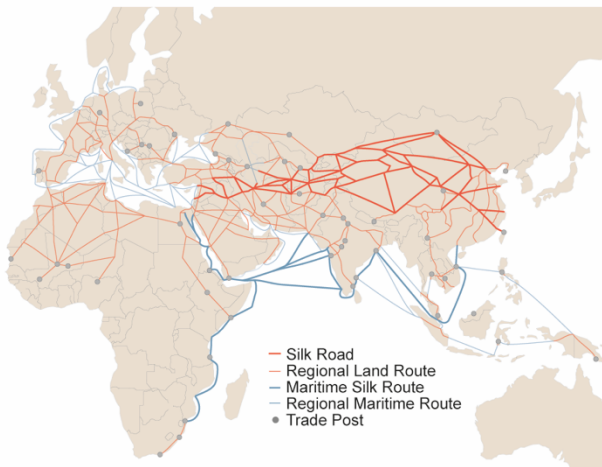 Silk Road
Regional Land Route
Maritime Silk Route
Regional Maritime Route
Trade Post